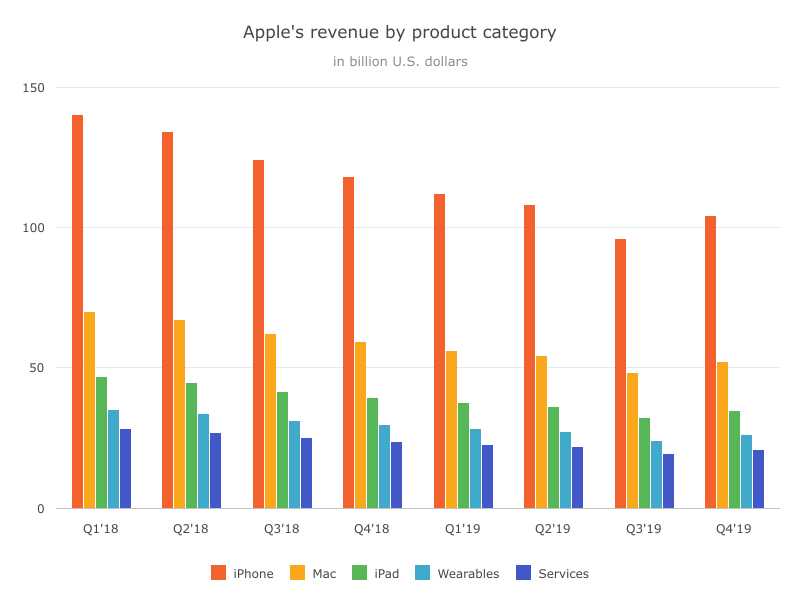 Apple's revenue by product category
in billion U.S. dollars
150
100
50
0
Q1'18 Q2'18 Q3'18 Q4'18 Q1'19 Q2'19 Q3'19 Q4'19
iPhone Mac iPad Wearables Services